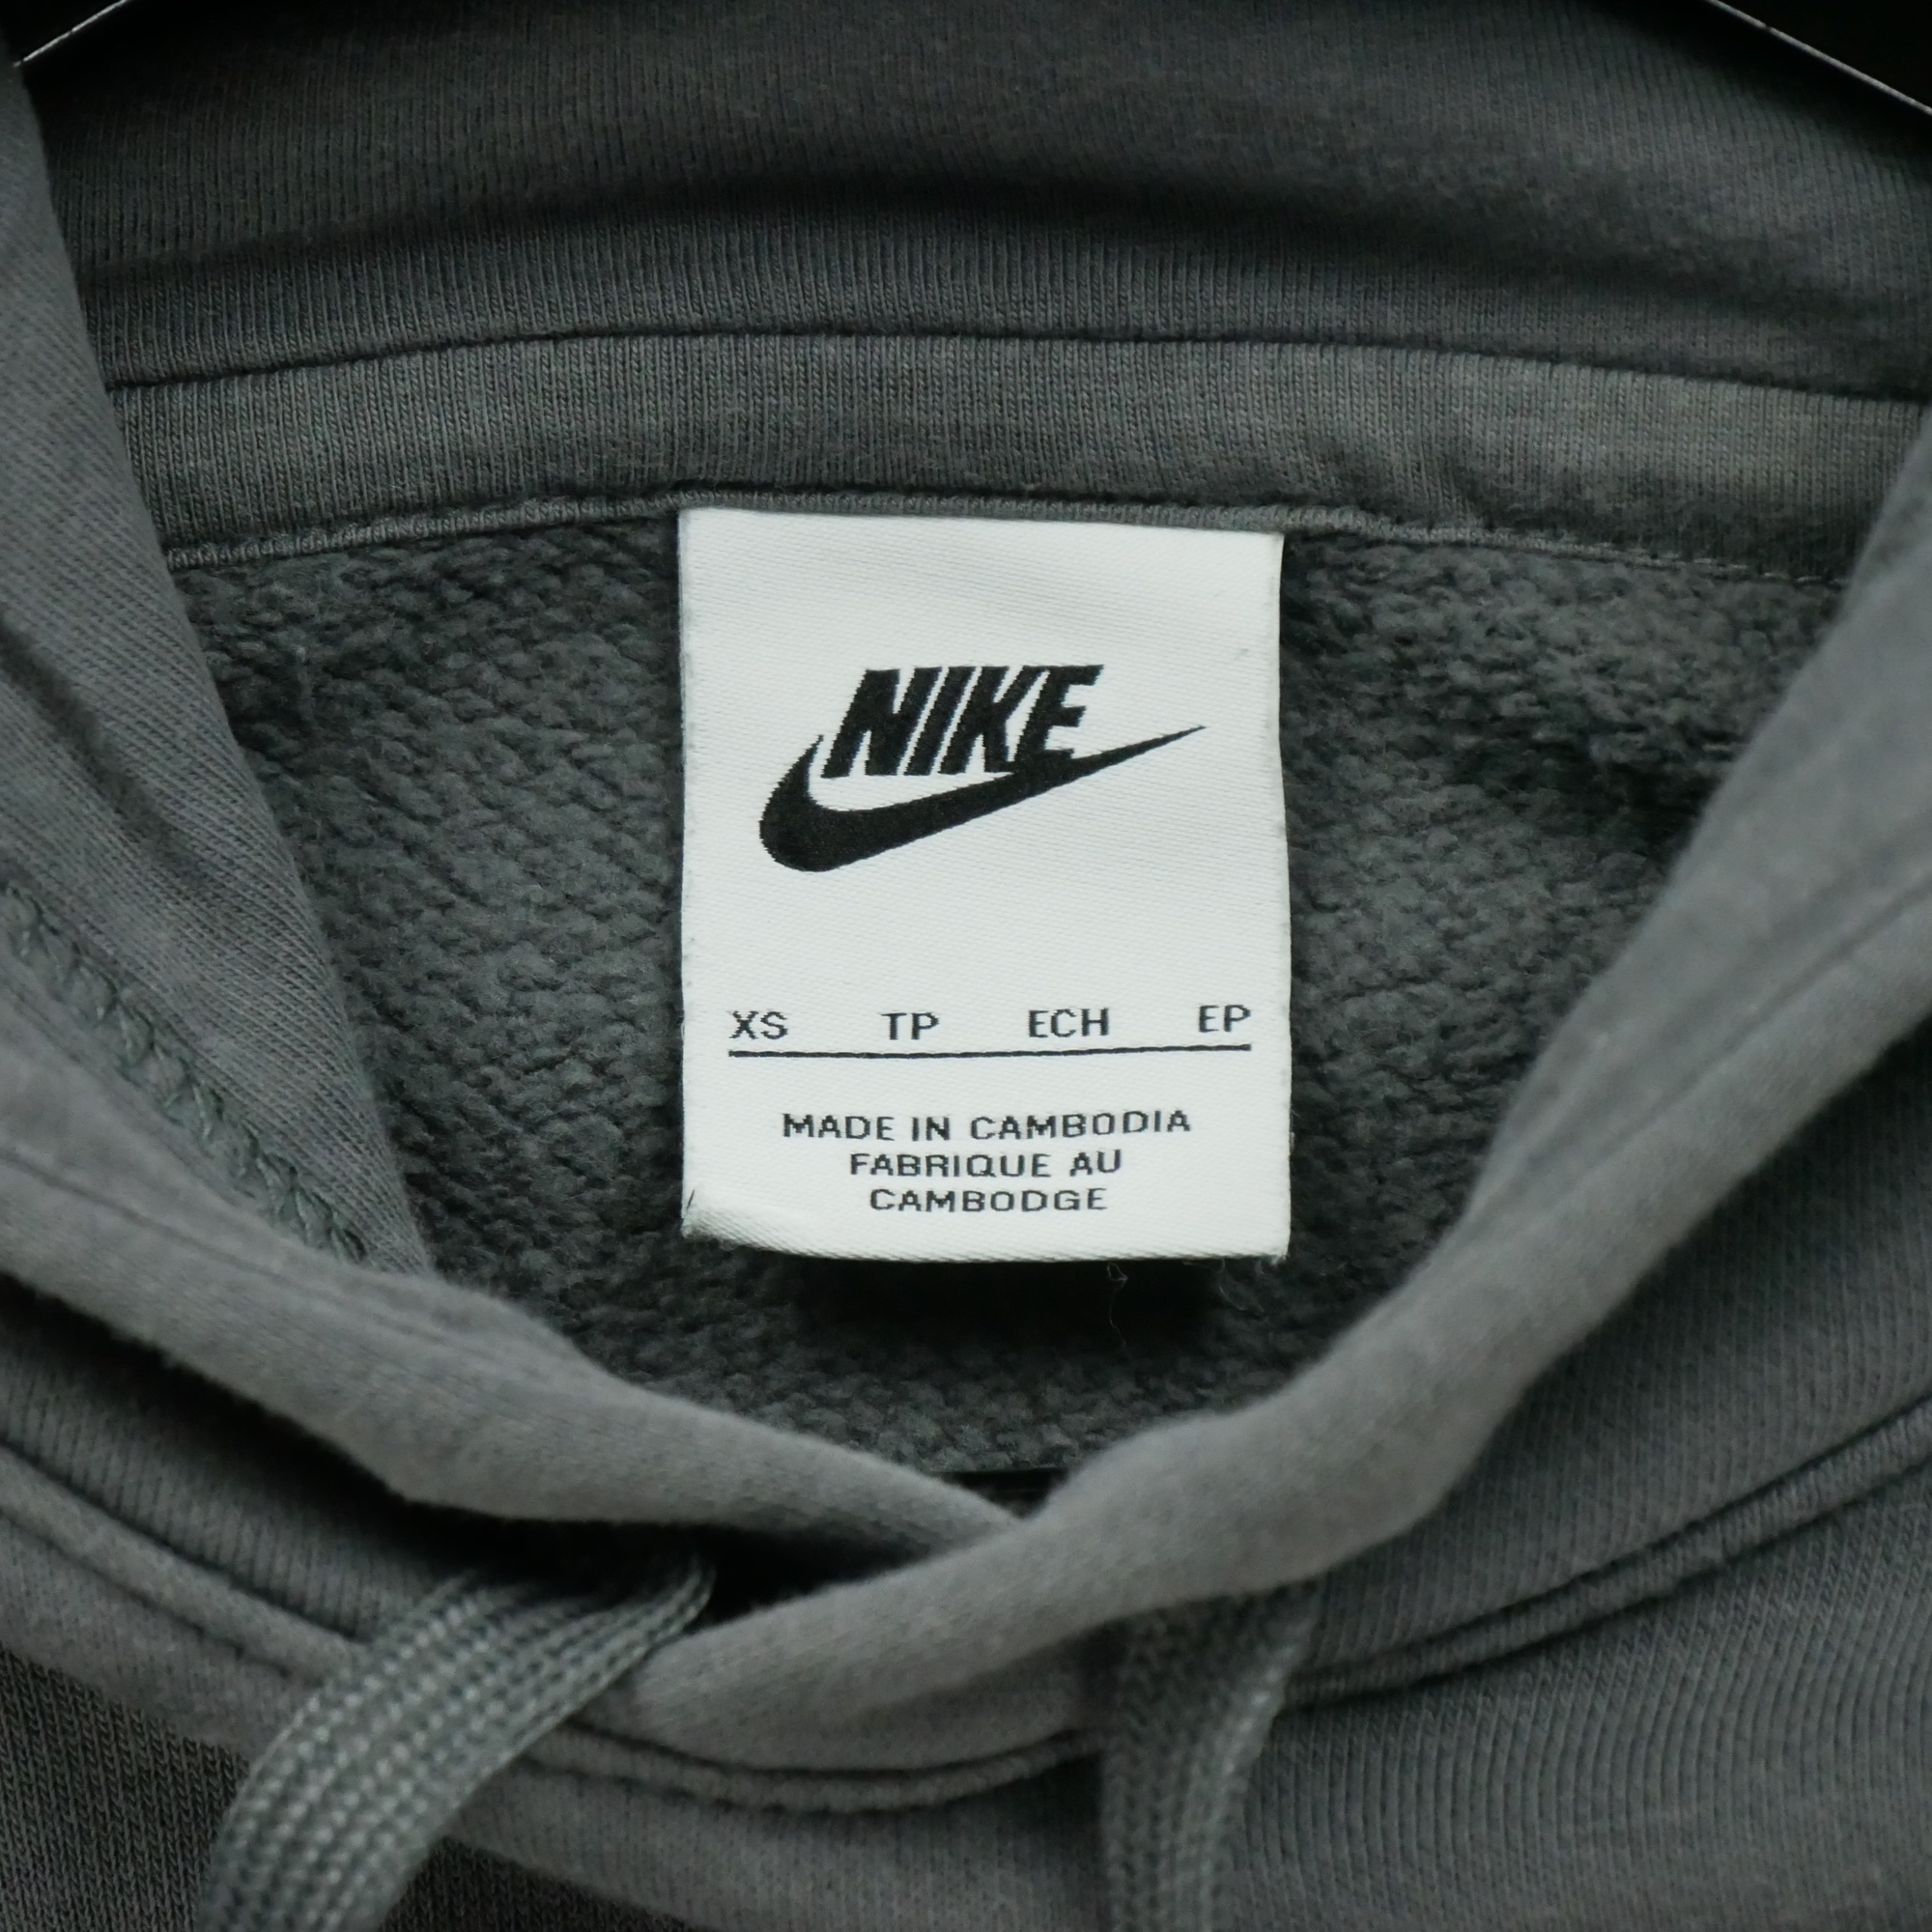 NIKE
XS TP ECH EP
MADE IN CAMBODIA
FABRIQUE AU
CAMBODGE